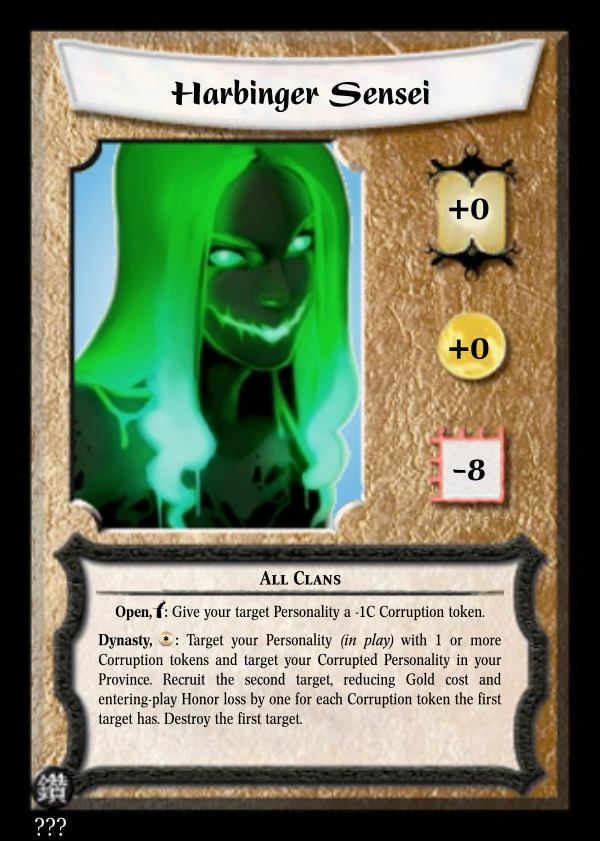 Harbinger Sensei
+0
+0
-8
All Clans
Open, : Give your target Personality a -1C Corruption token.
Dynasty, : Target your Personality (in play) with 1 or more
Corruption tokens and target your Corrupted Personality in your
Province. Recruit the second target, reducing Gold cost and
entering-play Honor loss by one for each Corruption token the first
target has. Destroy the first target.
???